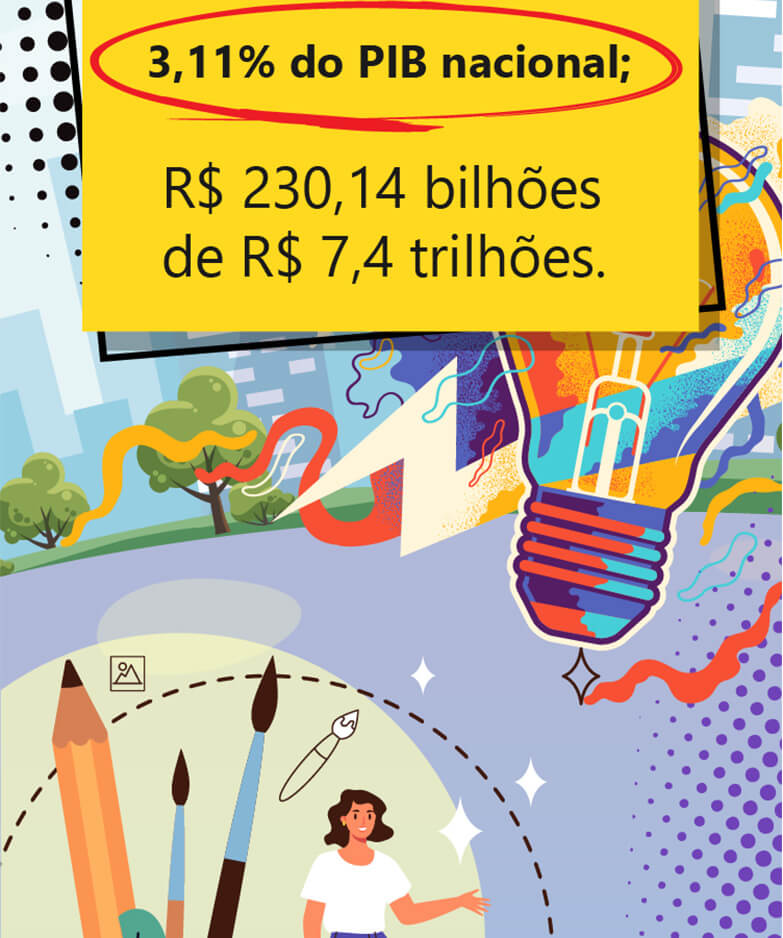 3,11% do PIB nacional;
R$ 230,14 bilhões
de R$ 7,4 trilhões.